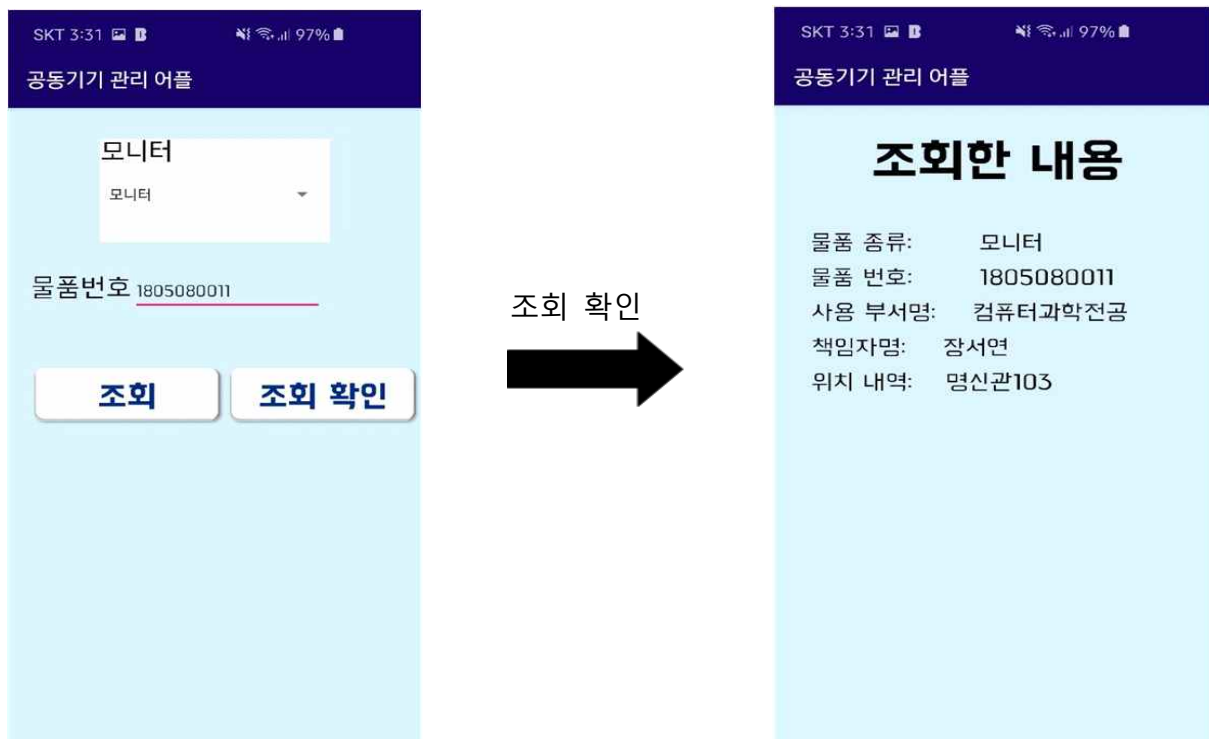 SKT 3:31
97%
공동기기 관리 어플
모니터
모니터
물품번호 1805080011
조회
조회 확인
조회 확인
SKT 3:31
97%
공동기기 관리 어플
조회한 내용
물품 종류: 모니터
물품 번호: 1805080011
사용 부서명: 컴퓨터과학전공
책임자명: 장서연
위치 내역: 명신관103